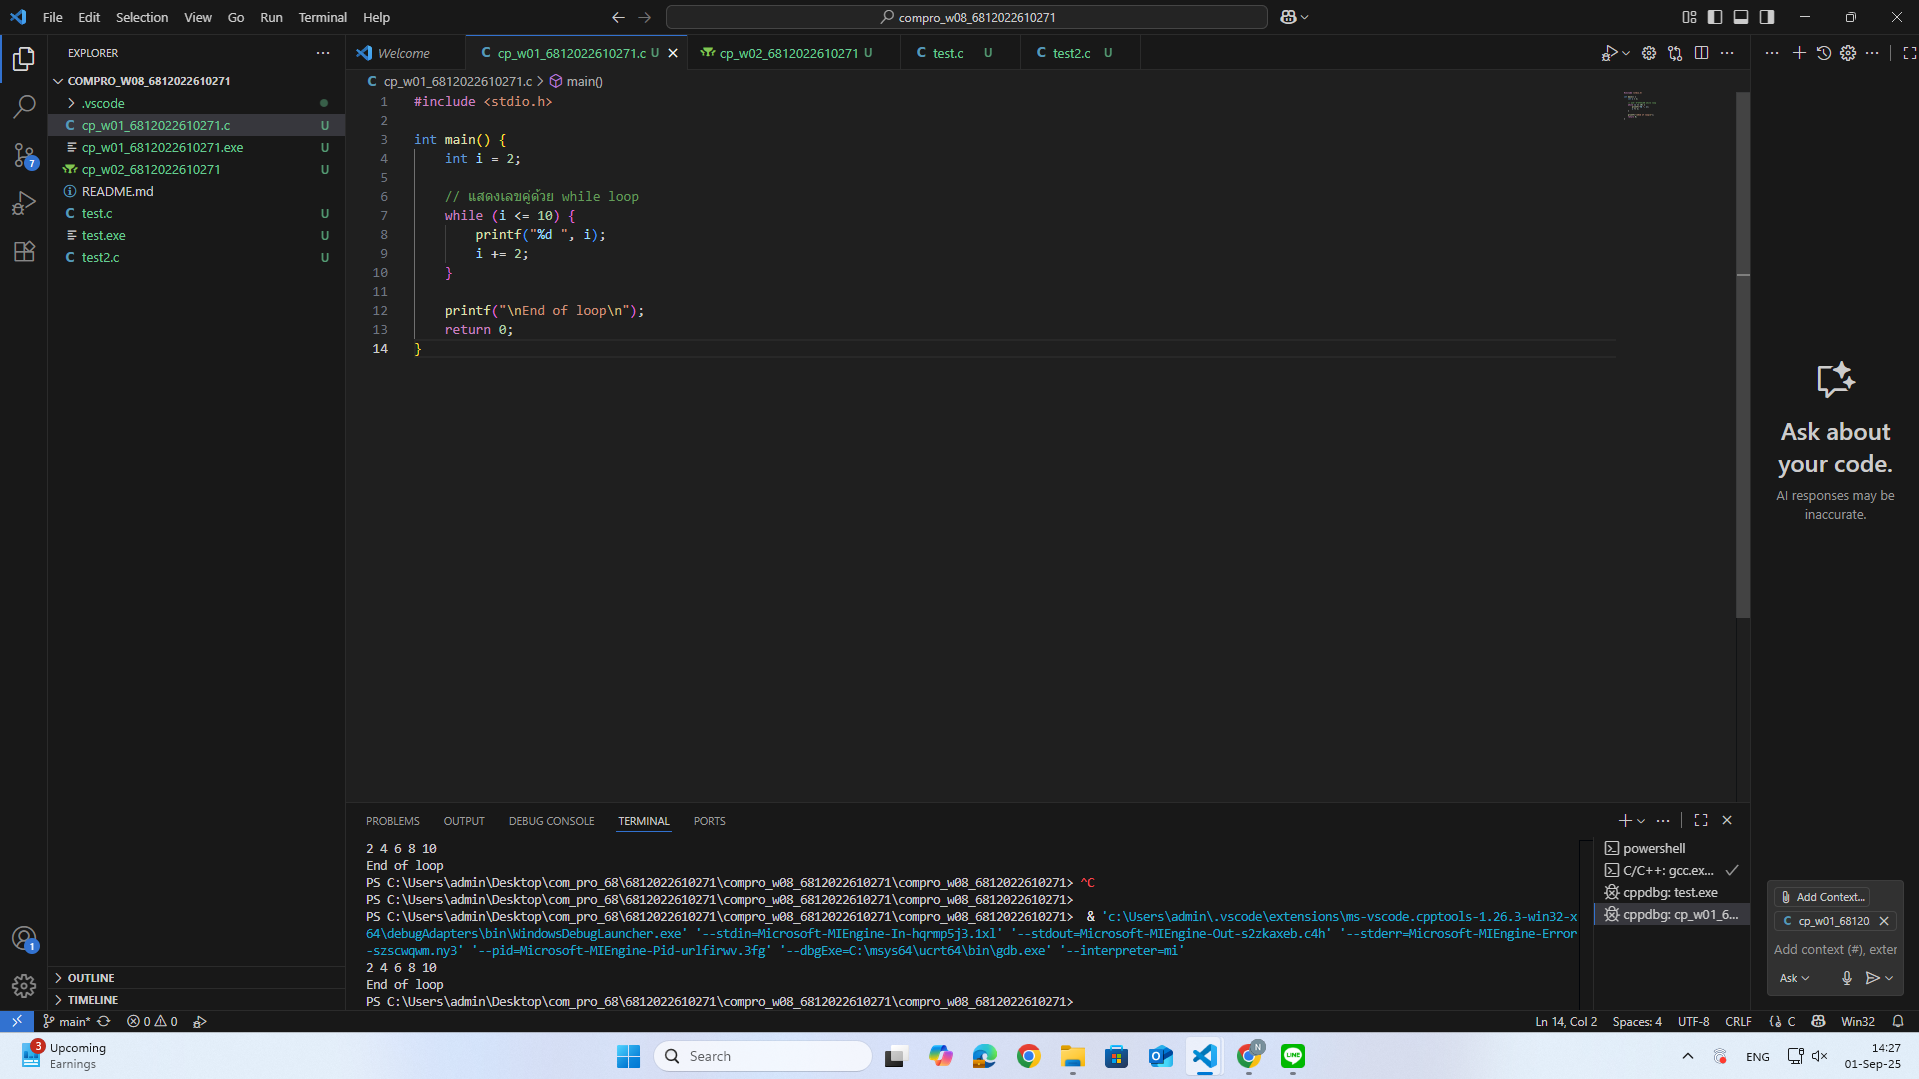 File Edit Selection View Go Run Terminal Help
compro_w08_6812022610271
EXPLORER
COMPRO_W08_6812022610271
.vscode
C cp_w01_6812022610271.c U
cp_w01_6812022610271.exe U
cp_w02_6812022610271 U
README.md
C test.c U
test.exe U
C test2.c U
7
1
OUTLINE
TIMELINE
Welcome
C cp_w01_6812022610271.c U
cp_w02_6812022610271 U
C test.c U
C test2.c U
C cp_w01_6812022610271.c > main()
1 #include <stdio.h>
2
3 int main() {
4 int i = 2;
5
6 // แสดงเลขคู่ด้วย while loop
7 while (i <= 10) {
8 printf("%d ", i);
9 i += 2;
10 }
11
12 printf("\nEnd of loop\n");
13 return 0;
14 }
PROBLEMS OUTPUT DEBUG CONSOLE TERMINAL PORTS
2 4 6 8 10
End of loop
PS C:\Users\admin\Desktop\com_pro_68\6812022610271\compro_w08_6812022610271\compro_w08_6812022610271> ^C
PS C:\Users\admin\Desktop\com_pro_68\6812022610271\compro_w08_6812022610271\compro_w08_6812022610271>
PS C:\Users\admin\Desktop\com_pro_68\6812022610271\compro_w08_6812022610271\compro_w08_6812022610271> & 'c:\Users\admin\.vscode\extensions\ms-vscode.cpptools-1.26.3-win32-x
64\debugAdapters\bin\WindowsDebugLauncher.exe' '--stdin=Microsoft-MIEngine-In-hqrmp5j3.1xl' '--stdout=Microsoft-MIEngine-Out-s2zkaxeb.c4h' '--stderr=Microsoft-MIEngine-Error
-szscwqwm.ny3' '--pid=Microsoft-MIEngine-Pid-urlfirwv.3fg' '--dbgExe=C:\msys64\ucrt64\bin\gdb.exe' '--interpreter=mi'
2 4 6 8 10
End of loop
PS C:\Users\admin\Desktop\com_pro_68\6812022610271\compro_w08_6812022610271\compro_w08_6812022610271>
powershell
C/C++: gcc.ex...
cppdbg: test.exe
cppdbg: cp_w01_6...
Ask about
your code.
AI responses may be
inaccurate.
Add Context...
C cp_w01_68120
Add context (#), exter
Ask
main* 0 0
Ln 14, Col 2 Spaces: 4 UTF-8 CRLF C Win32
3
Upcoming
Earnings
Search
N
LINE
ENG
14:27
01-Sep-25